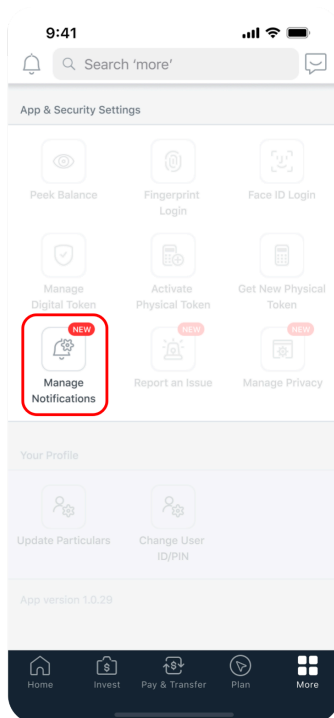 9:41
Search ‘more’
App & Security Settings
Peek Balance
Fingerprint
Login
Face ID Login
Manage
Digital Token
Activate
Physical Token
Get New Physical
Token
NEW
Manage
Notifications
NEW
Report an Issue
NEW
Manage Privacy
Your Profile
Update Particulars
Change User
ID/PIN
App version 1.0.29
Home
Invest
Pay & Transfer
Plan
More